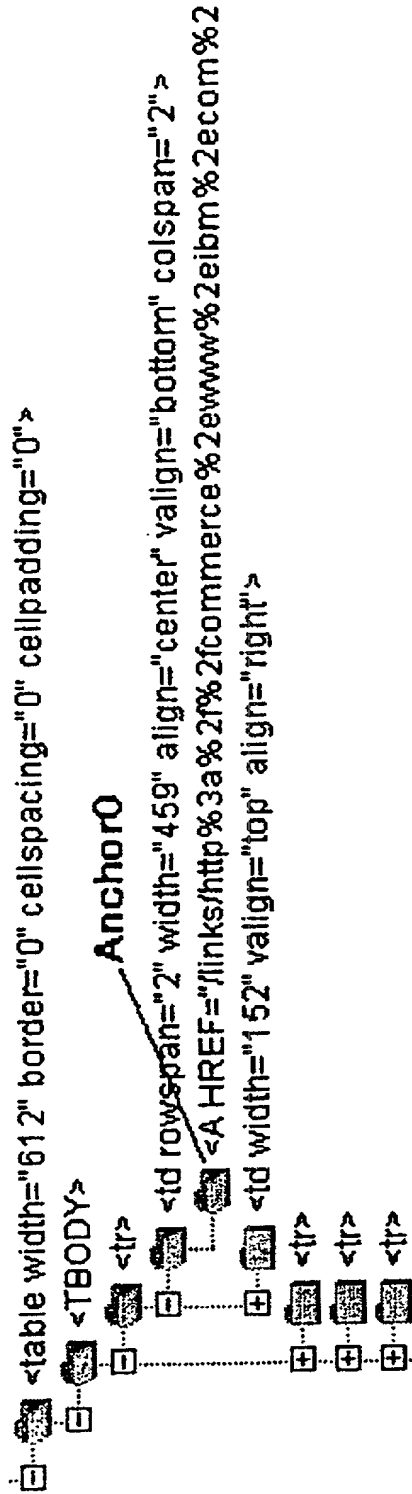 <table width="612" border="0" cellspacing="0" cellpadding="0">
<TBODY>
Anchor0
<tr>
<td rowspan="2" width="459" align="center" valign="bottom" colspan="2">
<A HREF="/links/http%3a%2f%2fcommerce%2ewww%2eibm%2ecom%2
<td width="152" valign="top" align="right">
<tr>
<tr>
<tr>